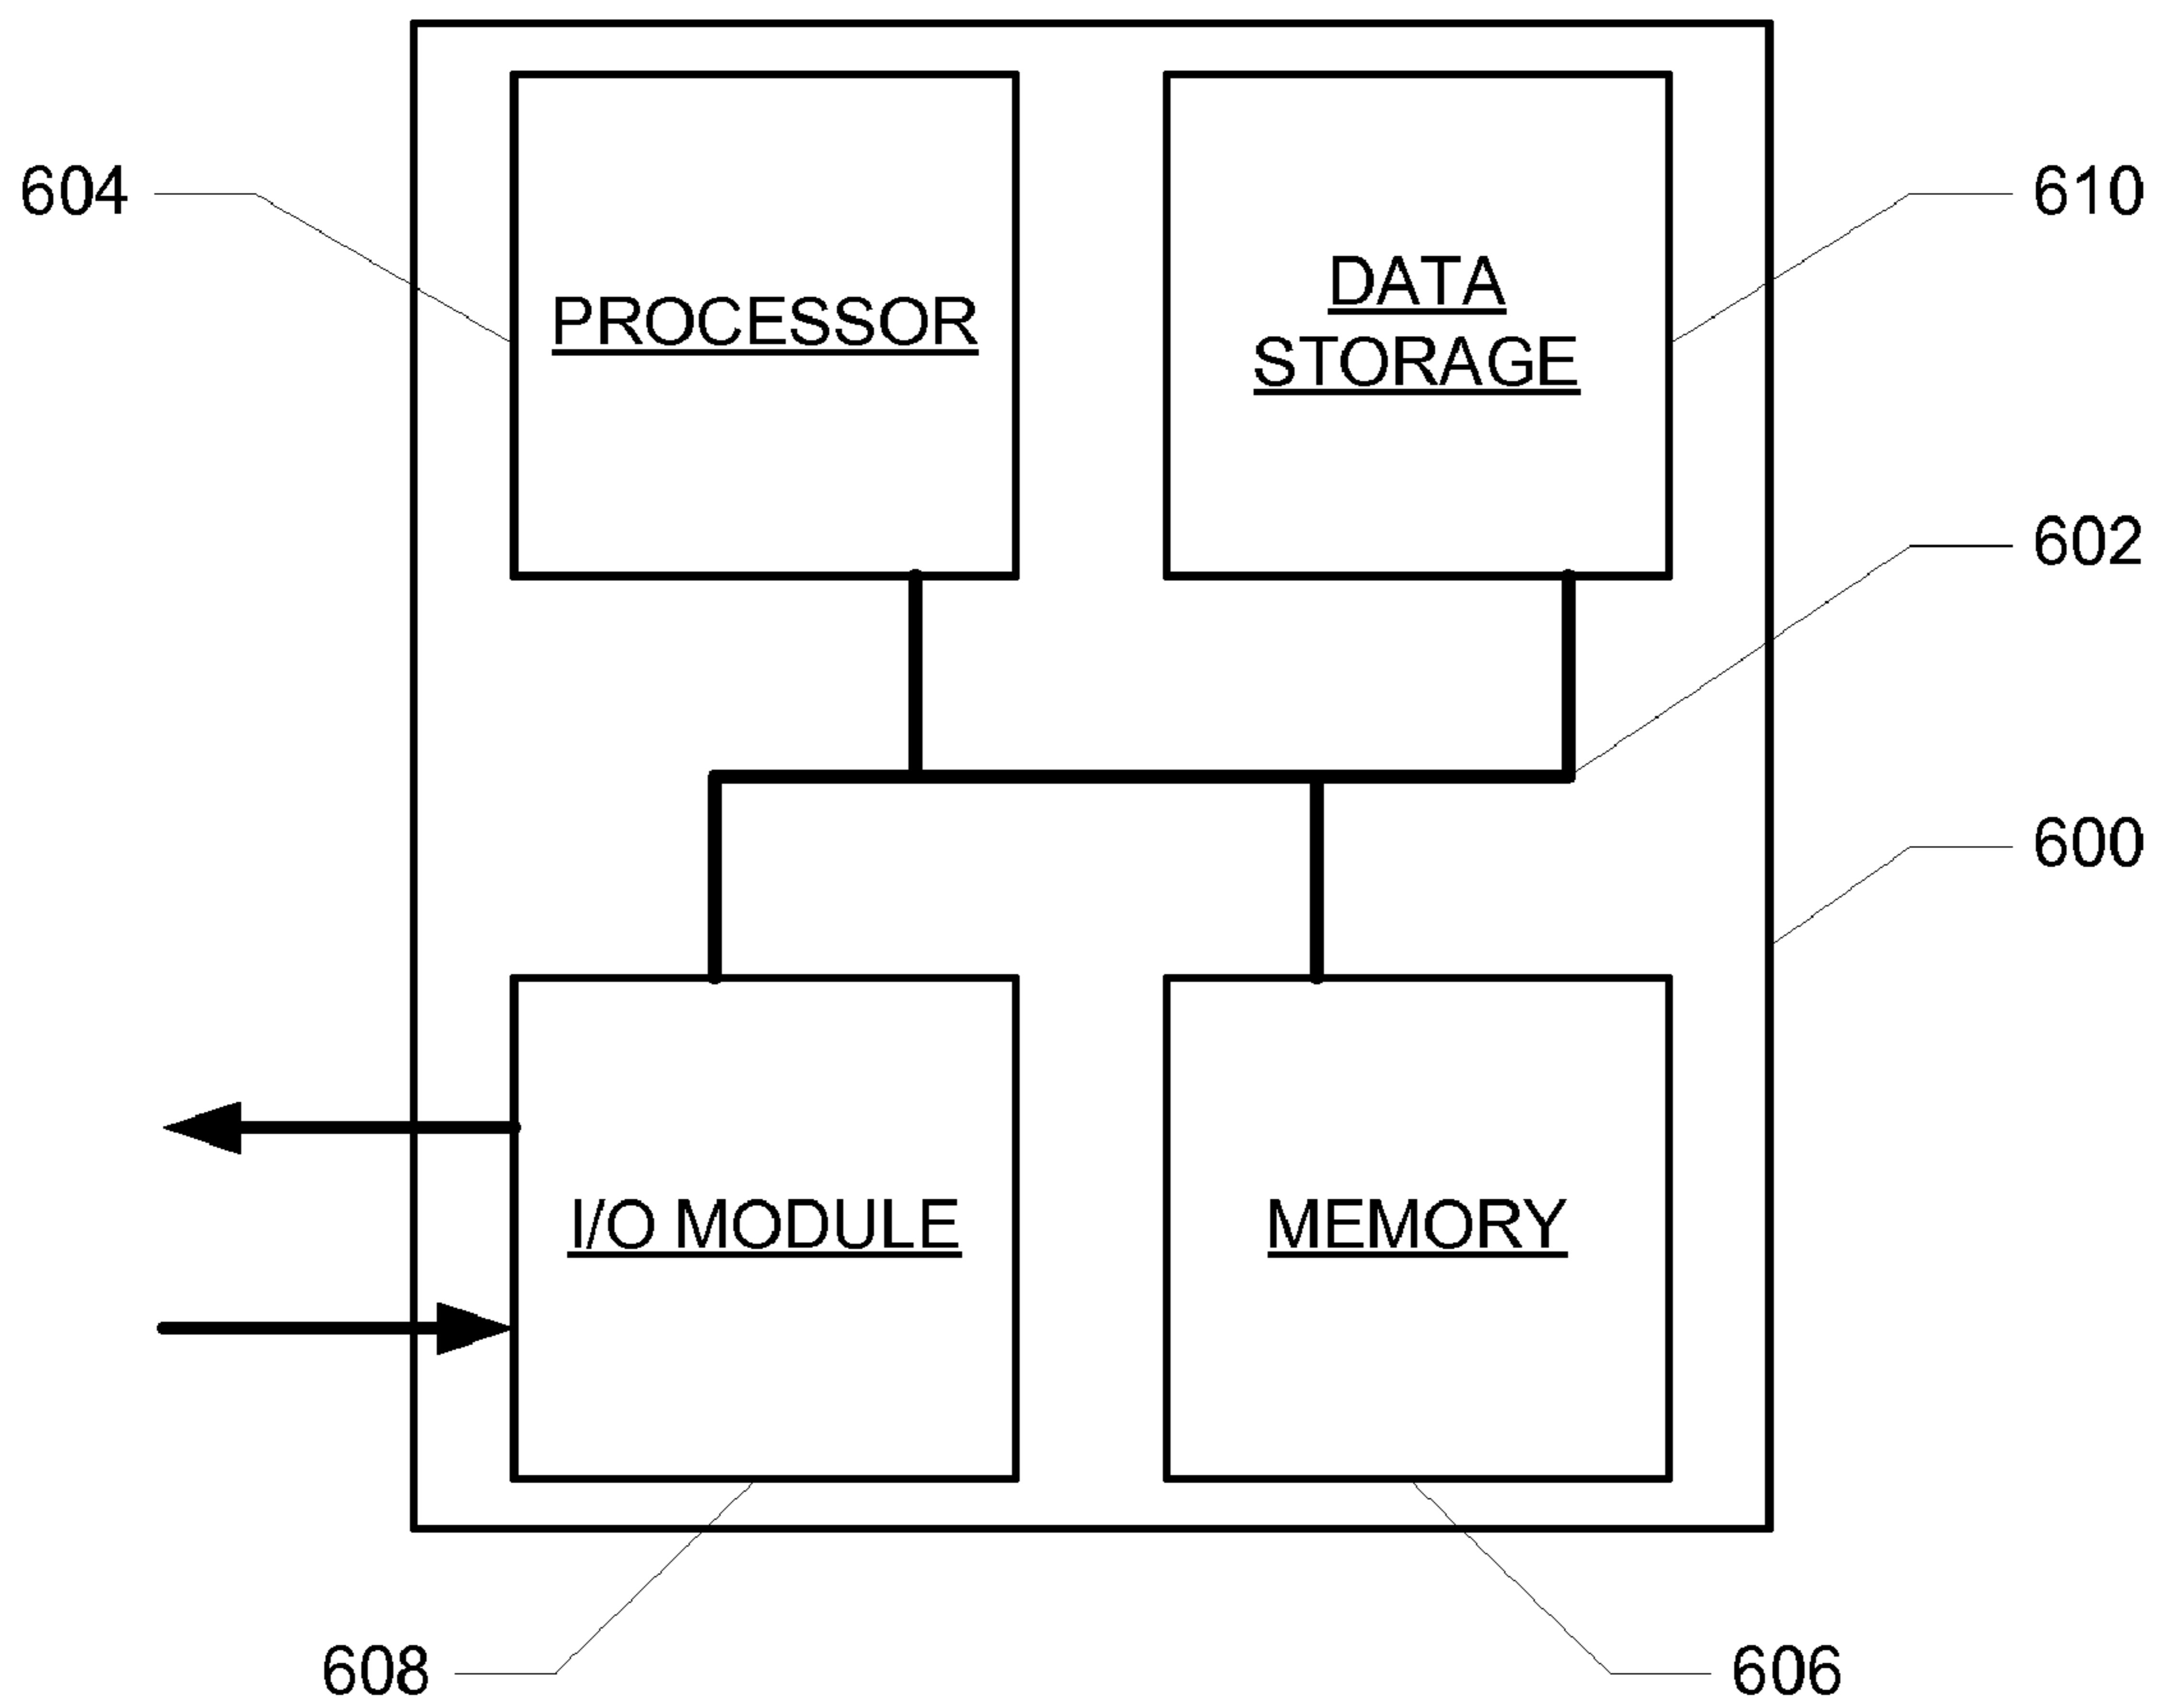 604
610
PROCESSOR
DATA
STORAGE
602
600
I/O MODULE
MEMORY
608
606